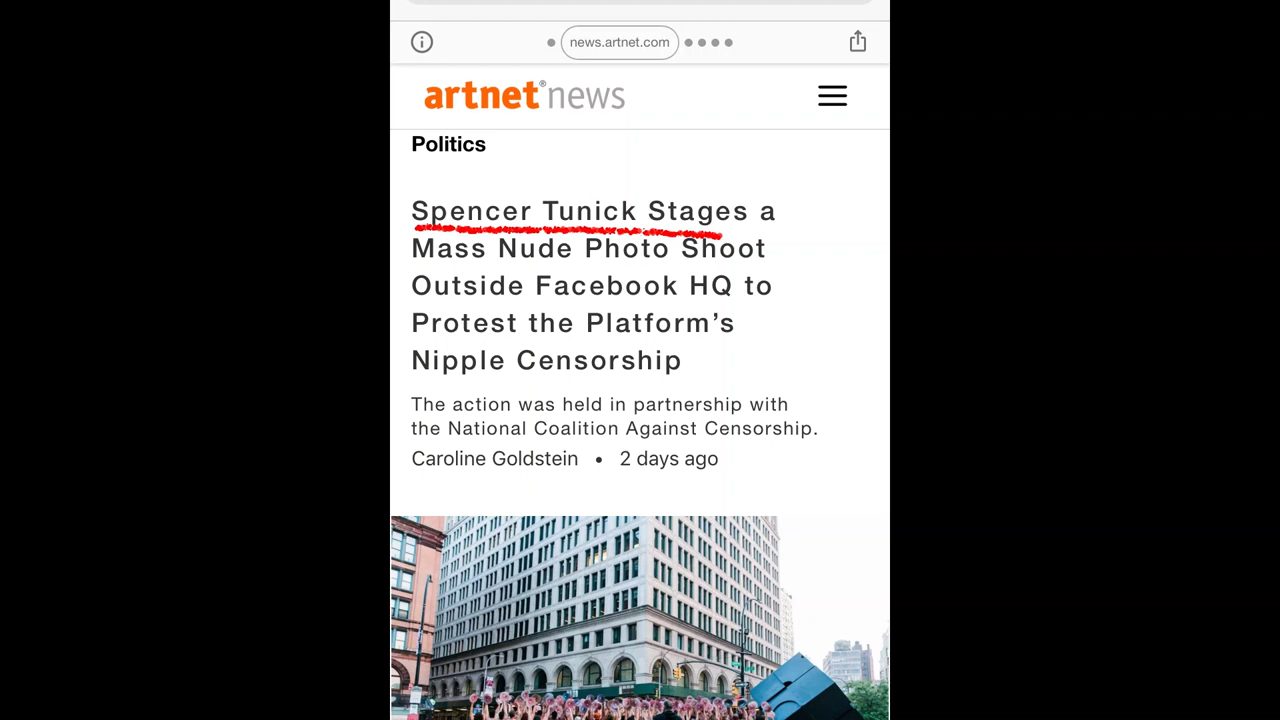 news.artnet.com
artnet® news
Politics
Spencer Tunick Stages a
Mass Nude Photo Shoot
Outside Facebook HQ to
Protest the Platform’s
Nipple Censorship
The action was held in partnership with
the National Coalition Against Censorship.
Caroline Goldstein • 2 days ago